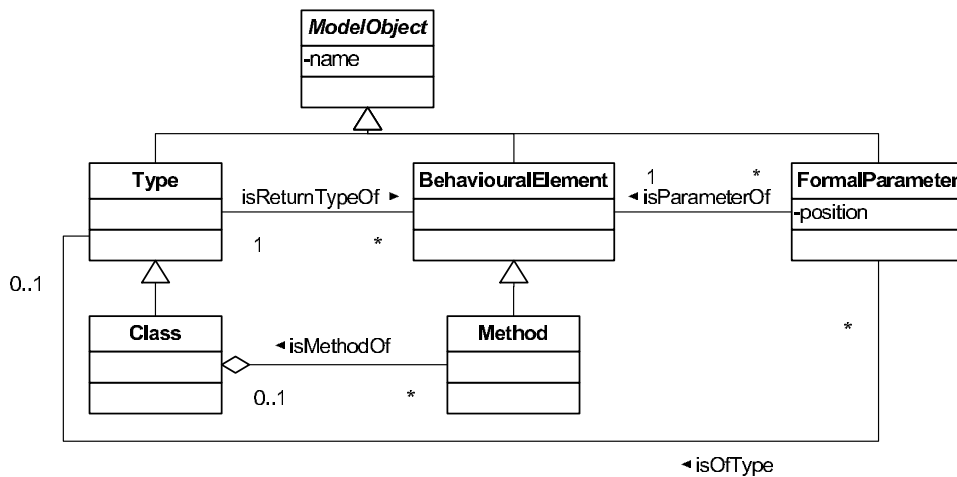 ModelObject
-name
Type
BehaviouralElement
1
*
FormalParameter
isReturnTypeOf ►
◄ isParameterOf
-position
1
*
0..1
Class
Method
*
◄ isMethodOf
0..1
*
◄ isOfType